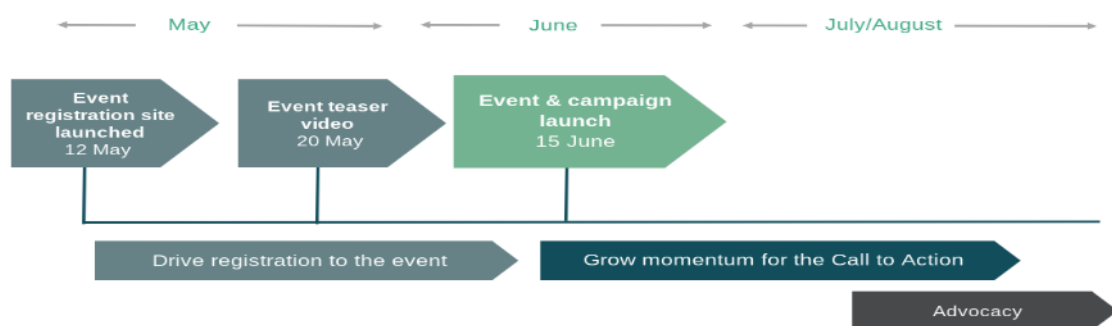 May
June
July/August
Event
registration site
launched
12 May
Event teaser
video
20 May
Event & campaign
launch
15 June
Drive registration to the event
Grow momentum for the Call to Action
Advocacy